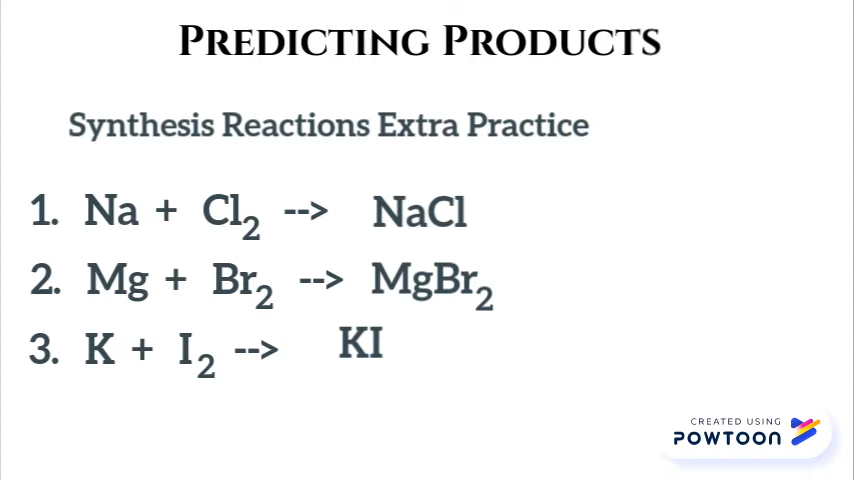 PREDICTING PRODUCTS
Synthesis Reactions Extra Practice
1. Na + Cl₂ --> NaCl
2. Mg + Br₂ --> MgBr₂
3. K + I₂ --> KI
CREATED USING
POWTOON